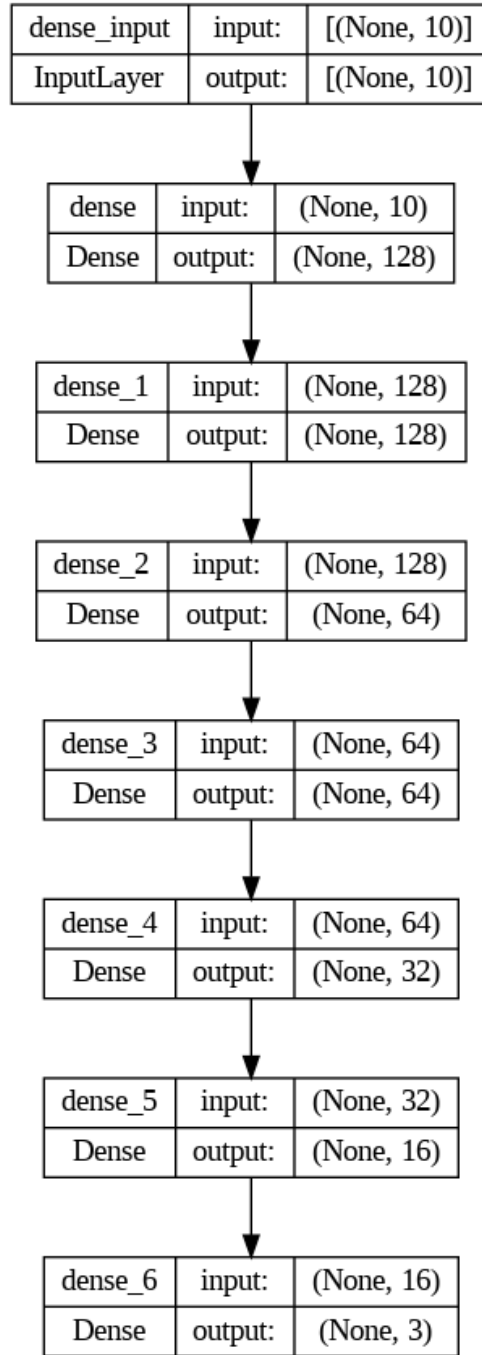 dense_input input: [(None, 10)]
InputLayer output: [(None, 10)]
dense input: (None, 10)
Dense output: (None, 128)
dense_1 input: (None, 128)
Dense output: (None, 128)
dense_2 input: (None, 128)
Dense output: (None, 64)
dense_3 input: (None, 64)
Dense output: (None, 64)
dense_4 input: (None, 64)
Dense output: (None, 32)
dense_5 input: (None, 32)
Dense output: (None, 16)
dense_6 input: (None, 16)
Dense output: (None, 3)